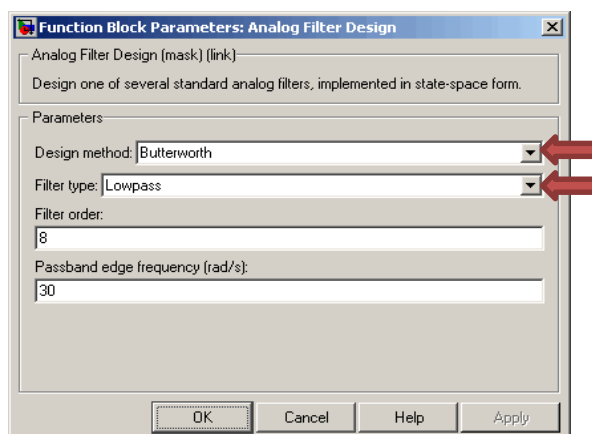 Function Block Parameters: Analog Filter Design
Analog Filter Design (mask) (link)
Design one of several standard analog filters, implemented in state-space form.
Parameters
Design method: Butterworth
Filter type: Lowpass
Filter order:
8
Passband edge frequency (rad/s):
30
OK Cancel Help Apply